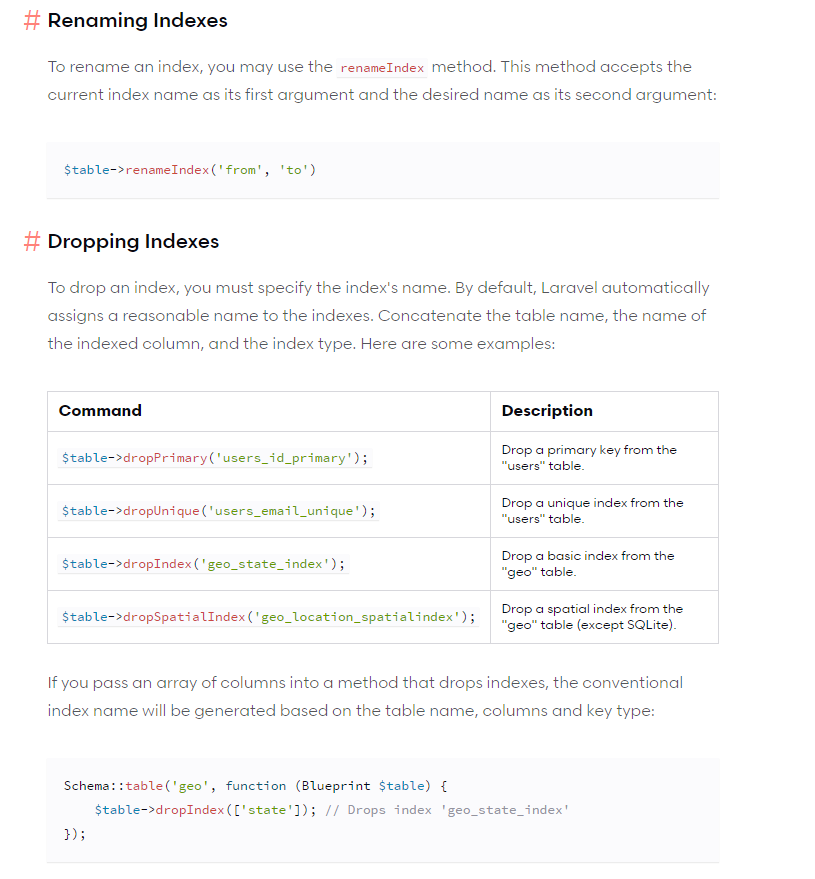 # Renaming Indexes
To rename an index, you may use the renameIndex method. This method accepts the
current index name as its first argument and the desired name as its second argument:
$table->renameIndex('from', 'to')
# Dropping Indexes
To drop an index, you must specify the index's name. By default, Laravel automatically
assigns a reasonable name to the indexes. Concatenate the table name, the name of
the indexed column, and the index type. Here are some examples:
Command Description
$table->dropPrimary('users_id_primary'); Drop a primary key from the
"users" table.
$table->dropUnique('users_email_unique'); Drop a unique index from the
"users" table.
$table->dropIndex('geo_state_index'); Drop a basic index from the
"geo" table.
$table->dropSpatialIndex('geo_location_spatialindex'); Drop a spatial index from the
"geo" table (except SQLite).
If you pass an array of columns into a method that drops indexes, the conventional
index name will be generated based on the table name, columns and key type:
Schema::table('geo', function (Blueprint $table) {
    $table->dropIndex(['state']); // Drops index 'geo_state_index'
});